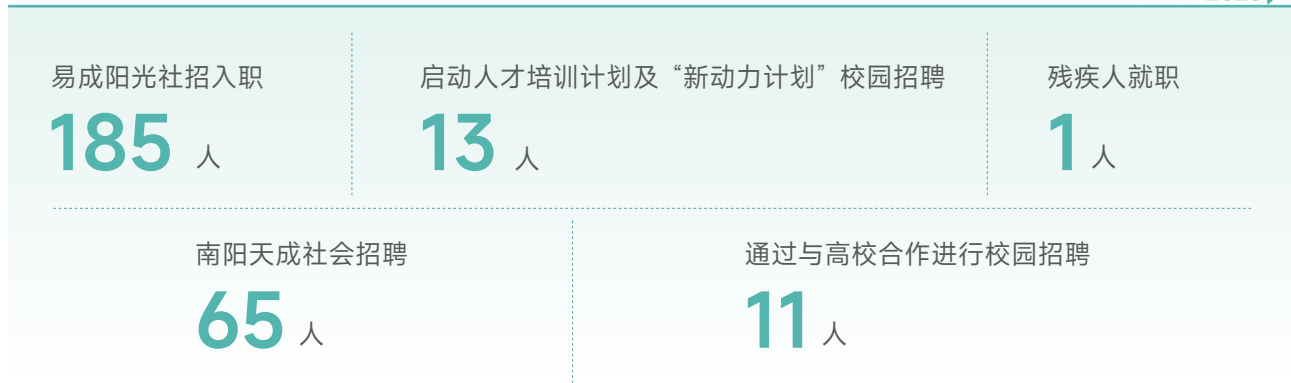 易成阳光社招入职
185 人
启动人才培训计划及“新动力计划”校园招聘
13 人
残疾人就职
1 人
南阳天成社会招聘
65 人
通过与高校合作进行校园招聘
11 人